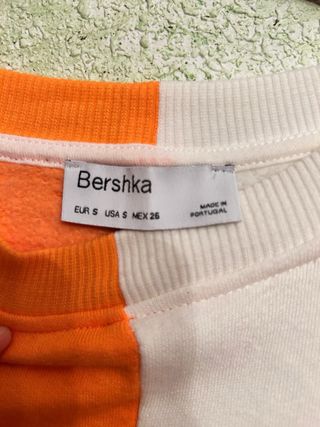 Bershka
EUR S USA S MEX 26
MADE IN
PORTUGAL